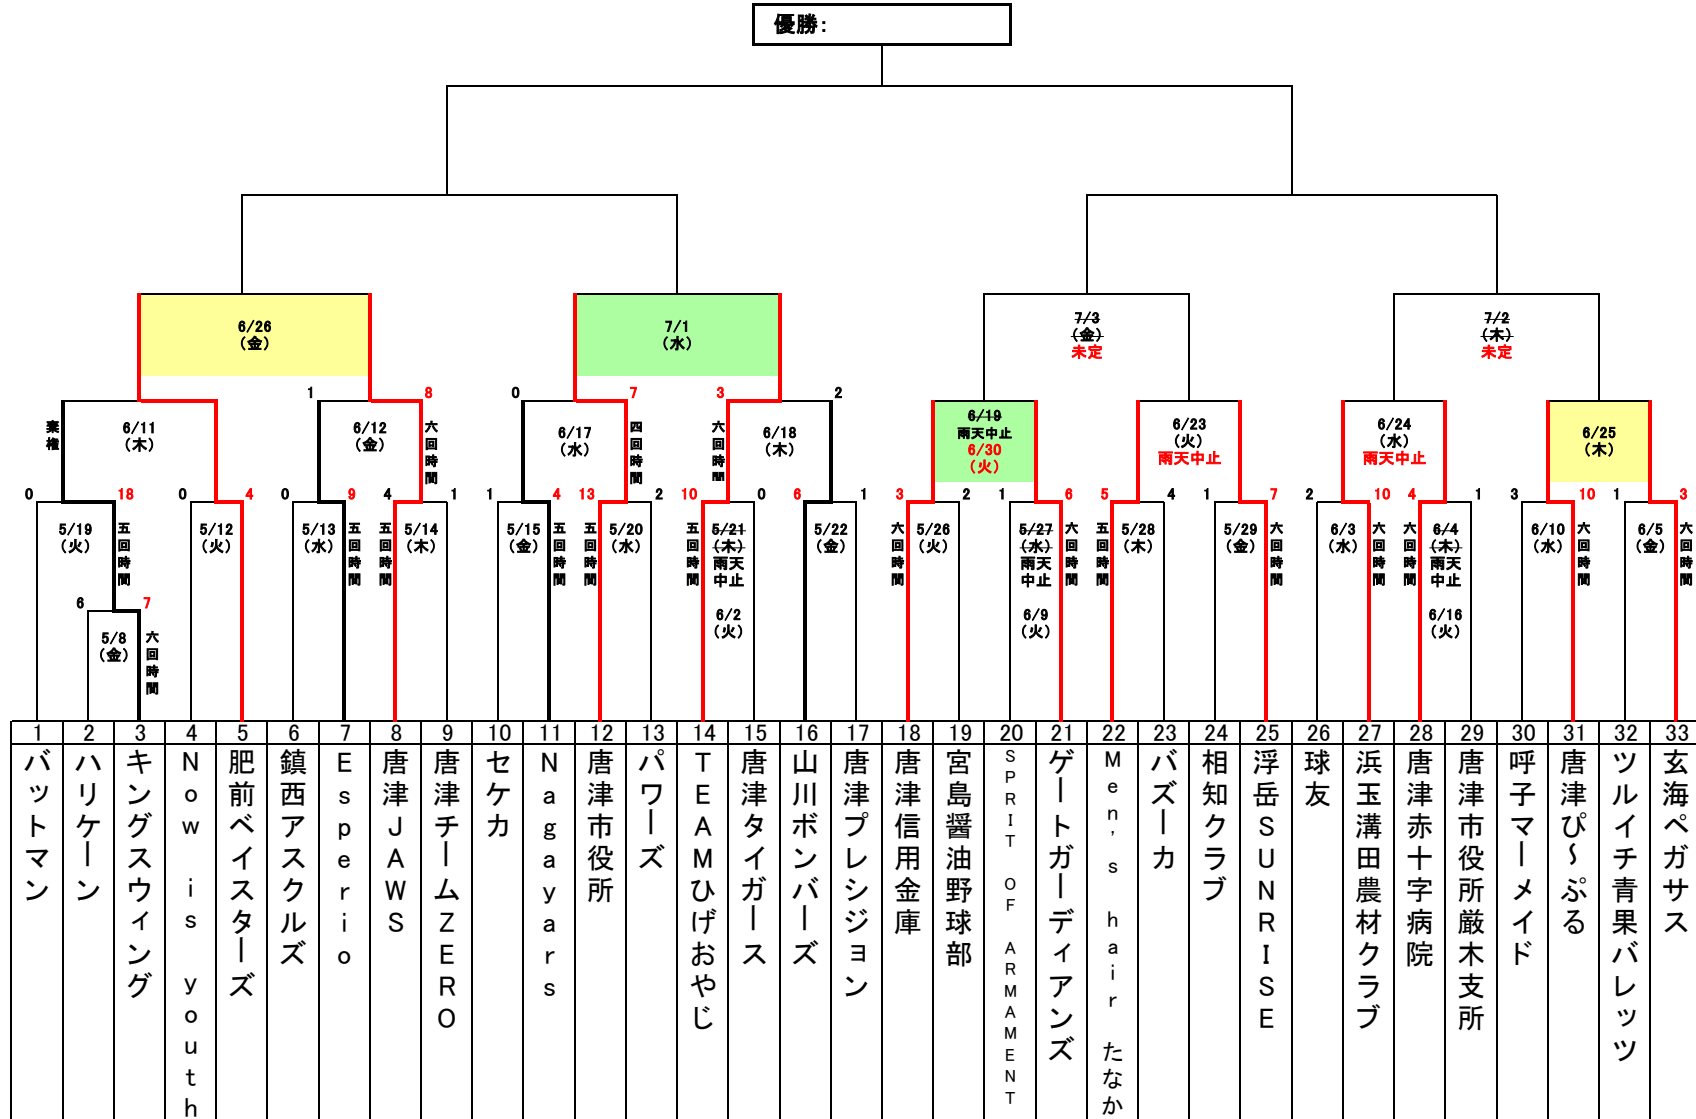 優勝:
6/26
(金)
7/1
(水)
7/3
(金)
未定
7/2
(木)
未定
1
8
0
7
3
2
棄権
6/11
(木)
6/12
(金)
六回時間
6/17
(水)
四回時間
六回時間
6/18
(木)
6/19
雨天中止
6/30
(火)
6/23
(火)
雨天中止
6/24
(水)
雨天中止
6/25
(木)
0
18
0
4
0
9
4
1
1
4
13
2
10
0
6
1
3
2
1
6
5
4
1
7
2
10
4
1
3
10
1
3
5/19
(火)
五回時間
5/12
(火)
5/13
(水)
五回時間
五回時間
5/14
(木)
5/15
(金)
五回時間
五回時間
5/20
(水)
五回時間
5/21
(木)
雨天
中止
6/2
(火)
5/22
(金)
六回時間
5/26
(火)
5/27
(水)
雨天
中止
6/9
(火)
六回時間
五回時間
5/28
(木)
5/29
(金)
六回時間
6/3
(水)
六回時間
六回時間
6/4
(木)
雨天
中止
6/16
(火)
6/10
(水)
六回時間
6/5
(金)
六回時間
6
7
5/8
(金)
六回時間
1 2 3 4 5 6 7 8 9 10 11 12 13 14 15 16 17 18 19 20 21 22 23 24 25 26 27 28 29 30 31 32 33
バットマン
ハリケーン
キングスウィング
Now is youth
肥前ベイスターズ
鎮西アスクルズ
Esperio
唐津JAWS
唐津チームZERO
セケカ
Nagayars
唐津市役所
パワーズ
TEAMひげおやじ
唐津タイガース
山川ボンバーズ
唐津プレシジョン
唐津信用金庫
宮島醤油野球部
SPRIT OF ARMAMENT
ゲートガーディアンズ
Men's hair たなか
バズーカ
相知クラブ
浮岳SUNRISE
球友
浜玉溝田農材クラブ
唐津赤十字病院
唐津市役所厳木支所
呼子マーメイド
唐津ぴ～ぷる
ツルイチ青果バレッツ
玄海ペガサス